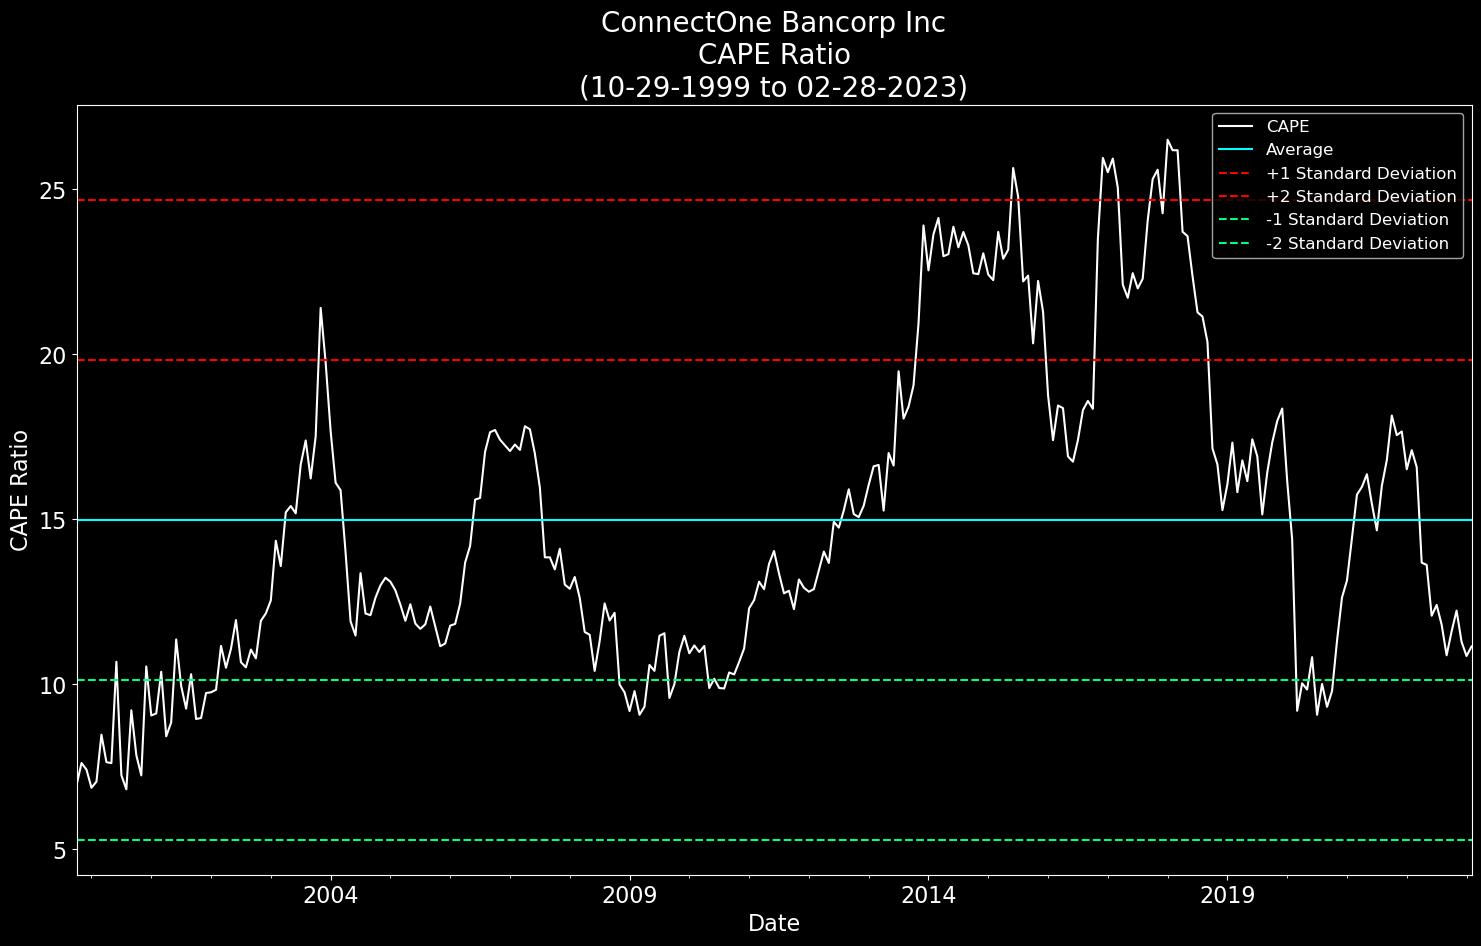 ConnectOne Bancorp Inc
CAPE Ratio
(10-29-1999 to 02-28-2023)
CAPE
Average
+1 Standard Deviation
+2 Standard Deviation
-1 Standard Deviation
-2 Standard Deviation
CAPE Ratio
25
20
15
10
5
2004
2009
2014
2019
Date